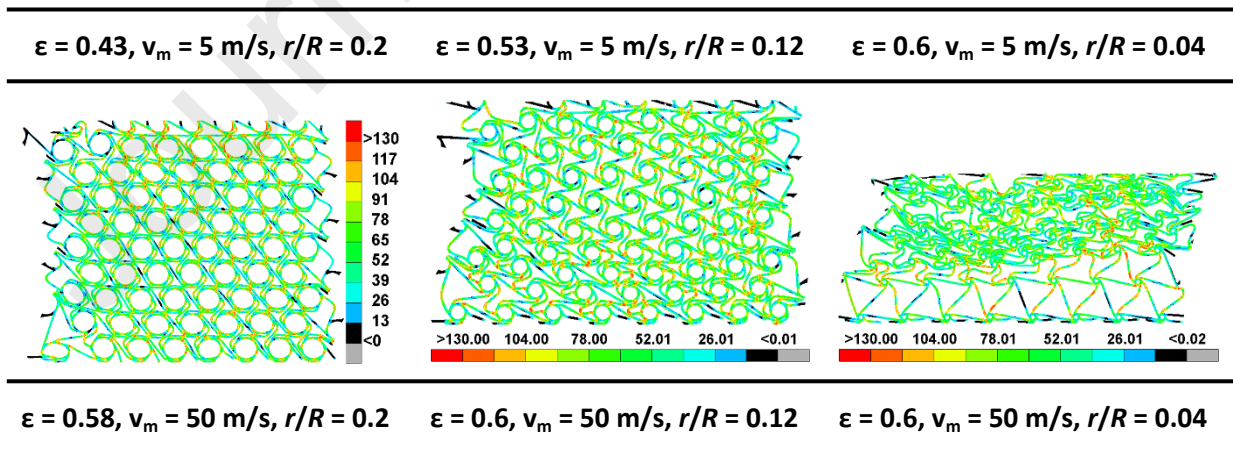 ε = 0.43, vm = 5 m/s, r/R = 0.2
ε = 0.53, vm = 5 m/s, r/R = 0.12
ε = 0.6, vm = 5 m/s, r/R = 0.04
>130
117
104
91
78
65
52
39
26
13
<0
>130.00 104.00 78.00 52.01 26.01 <0.01
>130.00 104.00 78.01 52.01 26.01 <0.02
ε = 0.58, vm = 50 m/s, r/R = 0.2
ε = 0.6, vm = 50 m/s, r/R = 0.12
ε = 0.6, vm = 50 m/s, r/R = 0.04